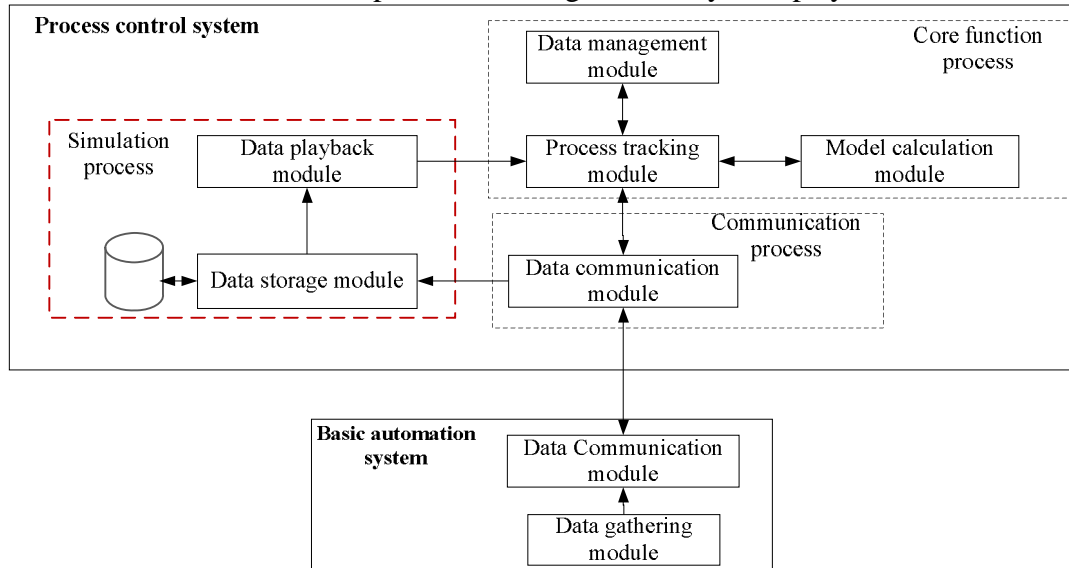 Process control system
Core function
process
Data management
module
Simulation
process
Data playback
module
Process tracking
module
Model calculation
module
Communication
process
Data storage module
Data communication
module
Basic automation
system
Data Communication
module
Data gathering
module